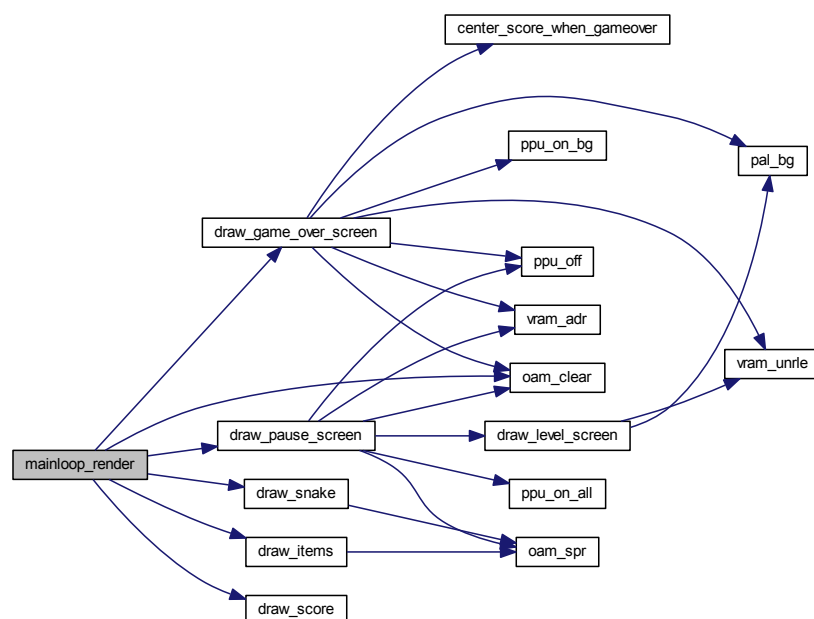 center_score_when_gameover
ppu_on_bg
pal_bg
draw_game_over_screen
ppu_off
vram_adr
vram_unrle
oam_clear
draw_pause_screen
draw_level_screen
mainloop_render
draw_snake
ppu_on_all
draw_items
oam_spr
draw_score